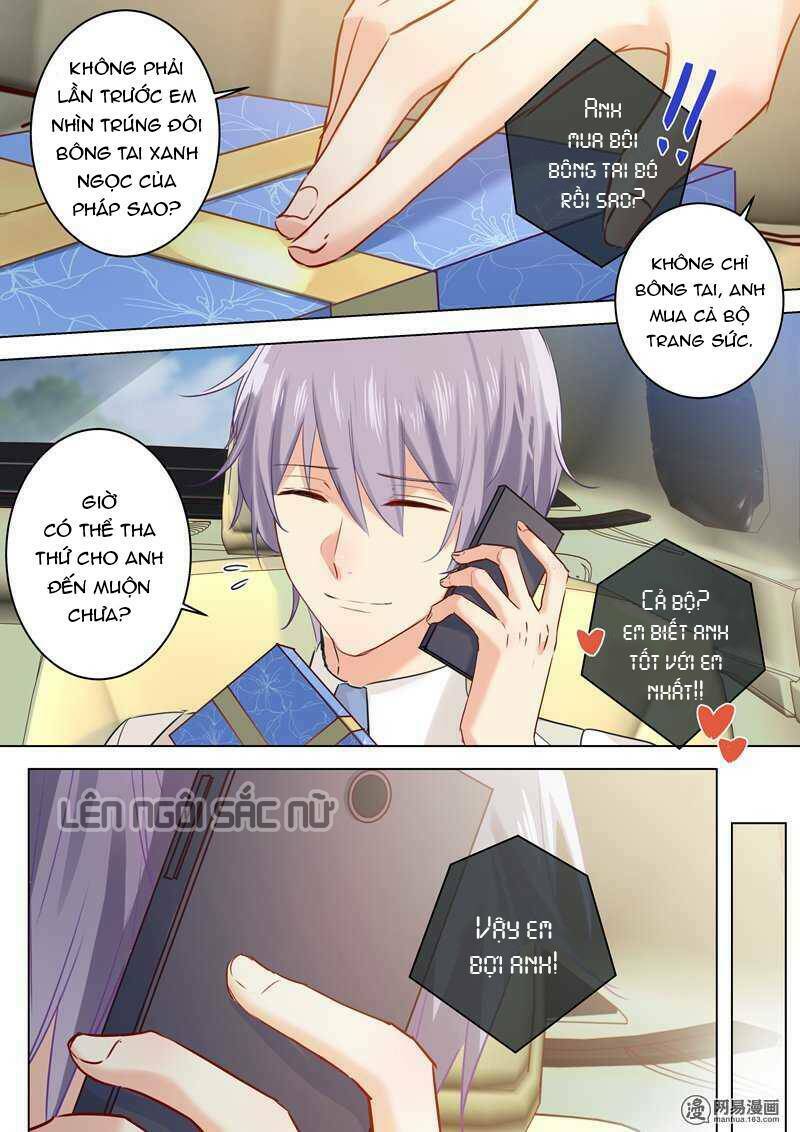 KHÔNG PHẢI
LẦN TRƯỚC EM
NHÌN TRÚNG ĐÔI
BÔNG TAI XANH
NGỌC CỦA
PHÁP SAO?
!!
ANH
MUA ĐÔI
BÔNG TAI ĐÓ
RỒI SAO?
KHÔNG CHỈ
BÔNG TAI, ANH
MUA CẢ BỘ
TRANG SỨC.
GIỜ
CÓ THỂ THA
THỨ CHO ANH
ĐẾN MUỘN
CHƯA?
CẢ BỘ?
EM BIẾT ANH
TỐT VỚI EM
NHẤT!!
LÊN NGÔI SẮC NỮ
VẬY EM
ĐỢI ANH!
漫 网易漫画
manhua.163.com